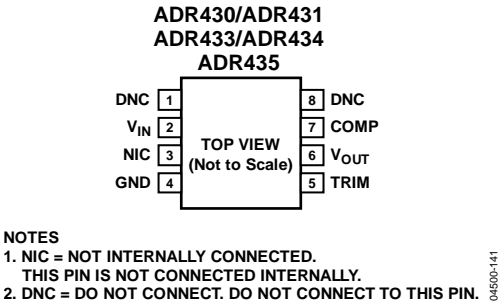 ADR430/ADR431
ADR433/ADR434
ADR435
DNC 1 8 DNC
VIN 2 7 COMP
NIC 3 6 VOUT
GND 4 5 TRIM
TOP VIEW
(Not to Scale)
NOTES
1. NIC = NOT INTERNALLY CONNECTED.
THIS PIN IS NOT CONNECTED INTERNALLY.
2. DNC = DO NOT CONNECT. DO NOT CONNECT TO THIS PIN.
04500-141